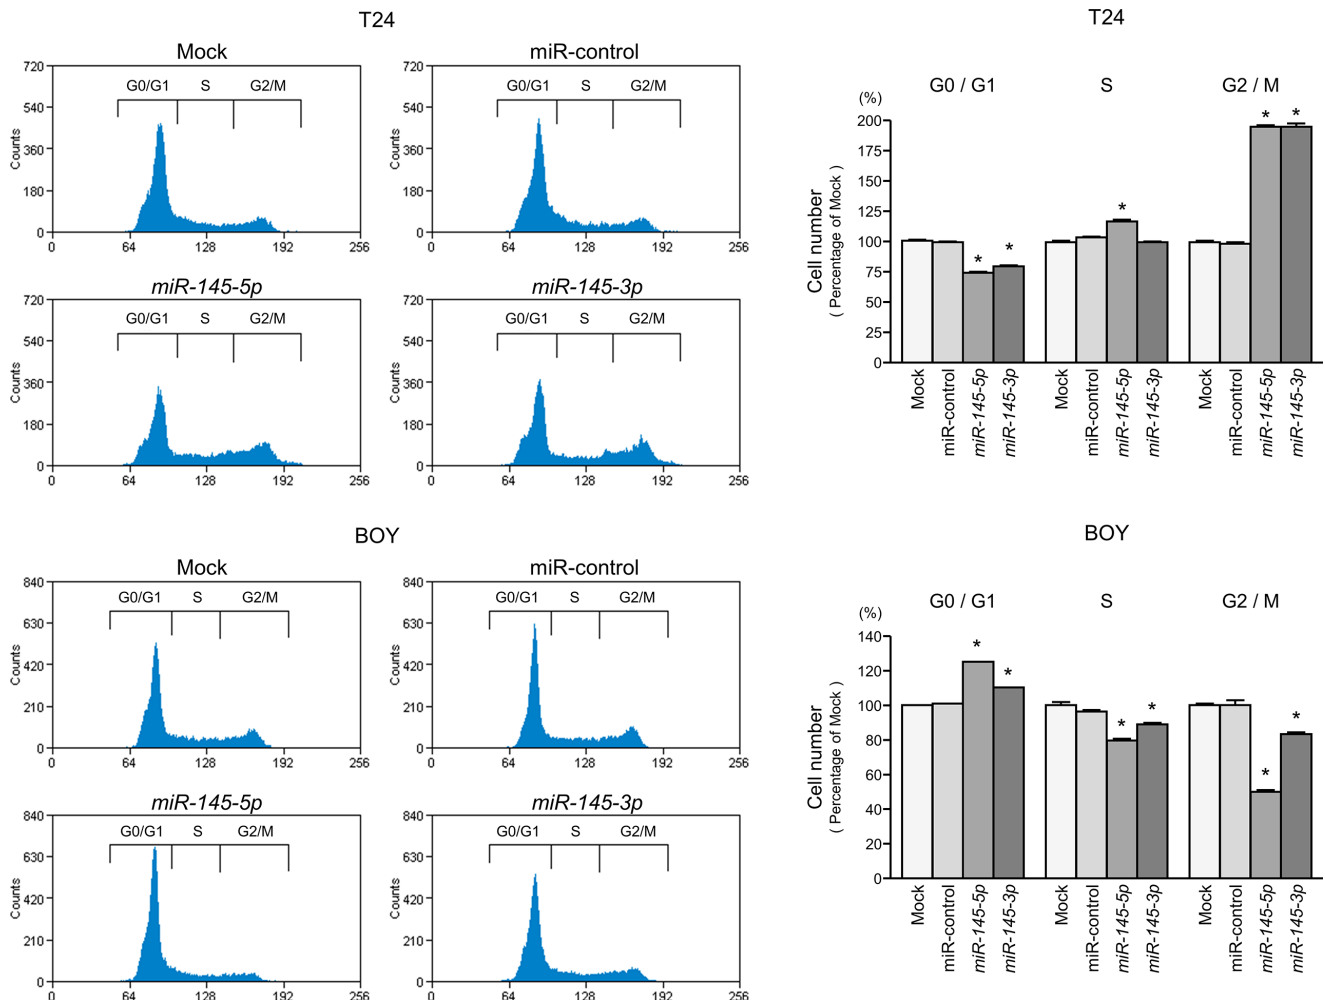 T24
Mock
720
540
360
180
0
Counts
G0/G1 S G2/M
0 64 128 192 256
miR-control
720
540
360
180
0
Counts
G0/G1 S G2/M
0 64 128 192 256
miR-145-5p
720
540
360
180
0
Counts
G0/G1 S G2/M
0 64 128 192 256
miR-145-3p
720
540
360
180
0
Counts
G0/G1 S G2/M
0 64 128 192 256
BOY
Mock
840
630
420
210
0
Counts
G0/G1 S G2/M
0 64 128 192 256
miR-control
840
630
420
210
0
Counts
G0/G1 S G2/M
0 64 128 192 256
miR-145-5p
840
630
420
210
0
Counts
G0/G1 S G2/M
0 64 128 192 256
miR-145-3p
840
630
420
210
0
Counts
G0/G1 S G2/M
0 64 128 192 256
T24
G0 / G1 S G2 / M
(%)
200
175
150
125
100
75
50
25
0
Cell number
( Percentage of Mock )
* * * * *
Mock
miR-control
miR-145-5p
miR-145-3p
Mock
miR-control
miR-145-5p
miR-145-3p
Mock
miR-control
miR-145-5p
miR-145-3p
BOY
G0 / G1 S G2 / M
(%)
140
120
100
80
60
40
20
0
Cell number
( Percentage of Mock )
* * * * * *
Mock
miR-control
miR-145-5p
miR-145-3p
Mock
miR-control
miR-145-5p
miR-145-3p
Mock
miR-control
miR-145-5p
miR-145-3p